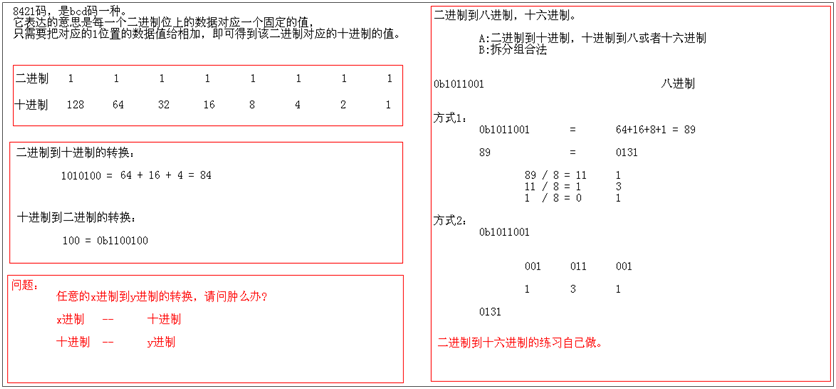 8421码，是bcd码一种。
它表达的意思是每一个二进制位上的数据对应一个固定的值，
只需要把对应的1位置的数据值给相加，即可得到该二进制对应的十进制的值。
二进制 1 1 1 1 1 1 1 1
十进制 128 64 32 16 8 4 2 1
二进制到十进制的转换：
1010100 = 64 + 16 + 4 = 84
十进制到二进制的转换：
100 = 0b1100100
问题：
任意的x进制到y进制的转换，请问肿么办？
x进制 -- 十进制
十进制 -- y进制
二进制到八进制，十六进制。
A:二进制到十进制，十进制到八或者十六进制
B:拆分组合法
0b1011001 八进制
方式1：
0b1011001 = 64+16+8+1 = 89
89 = 0131
89 / 8 = 11 1
11 / 8 = 1 3
1 / 8 = 0 1
方式2：
0b1011001
001 011 001
1 3 1
0131
二进制到十六进制的练习自己做。